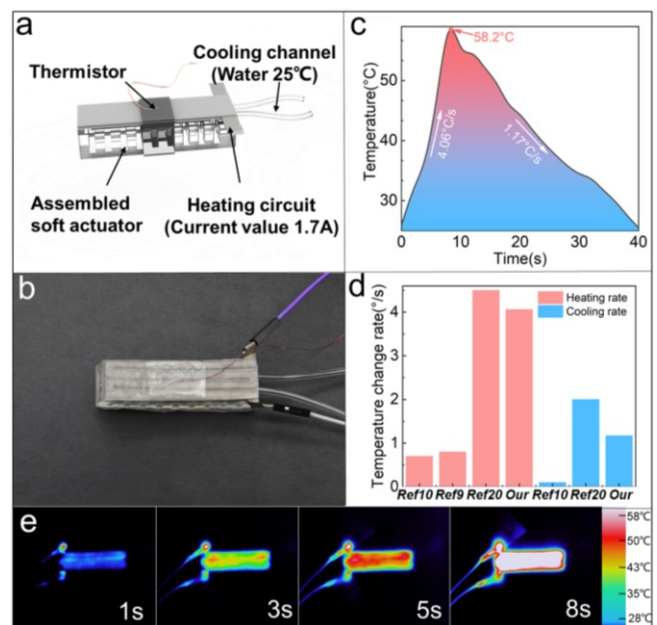 a
Thermistor
Cooling channel
(Water 25℃)
Assembled
soft actuator
Heating circuit
(Current value 1.7A)
b
c
Temperature(°C)
50
40
30
58.2°C
4.06°C/s
1.17°C/s
0
10
20
30
40
Time(s)
d
Temperature change rate(°/s)
4
3
2
1
0
Heating rate
Cooling rate
Ref10 Ref9 Ref20 Our Ref10 Ref20 Our
e
1s
3s
5s
8s
58℃
50℃
43℃
35℃
28℃